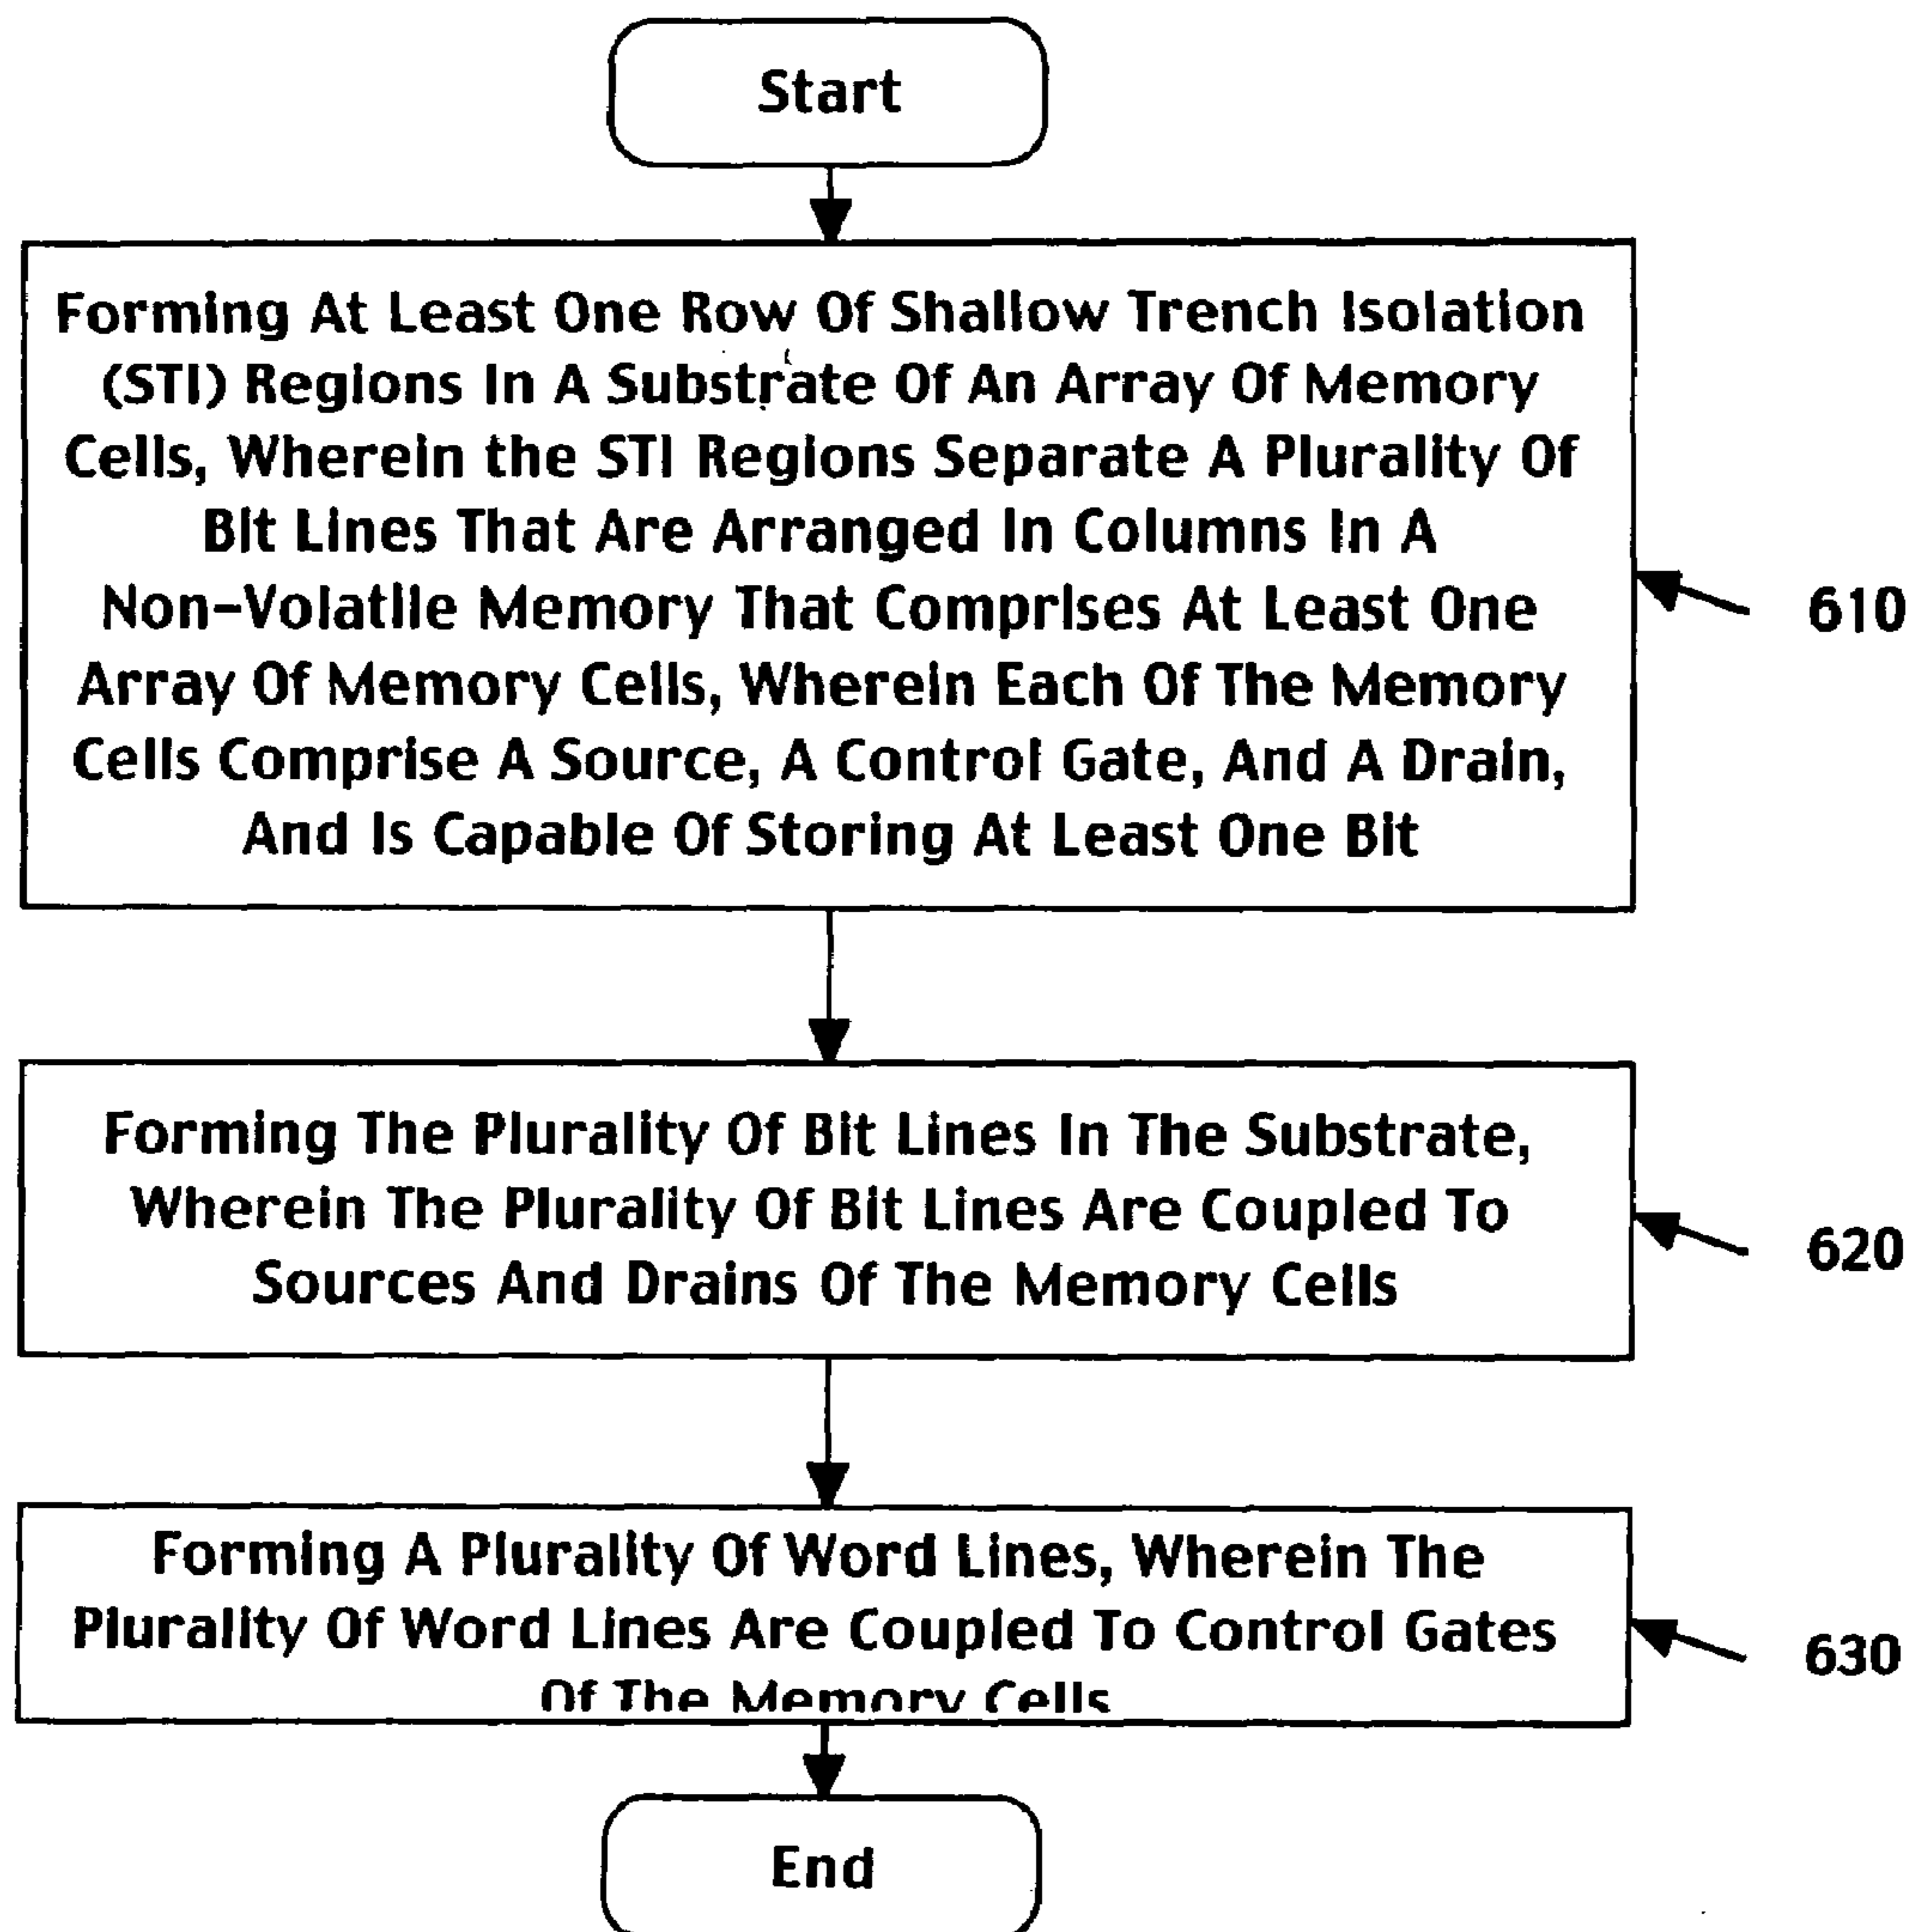 Start
Forming At Least One Row Of Shallow Trench Isolation
(STI) Regions In A Substrate Of An Array Of Memory
Cells, Wherein the STI Regions Separate A Plurality Of
Bit Lines That Are Arranged In Columns In A
Non-Volatile Memory That Comprises At Least One
Array Of Memory Cells, Wherein Each Of The Memory
Cells Comprise A Source, A Control Gate, And A Drain,
And Is Capable Of Storing At Least One Bit
610
Forming The Plurality Of Bit Lines In The Substrate,
Wherein The Plurality Of Bit Lines Are Coupled To
Sources And Drains Of The Memory Cells
620
Forming A Plurality Of Word Lines, Wherein The
Plurality Of Word Lines Are Coupled To Control Gates
Of The Memory Cells
630
End